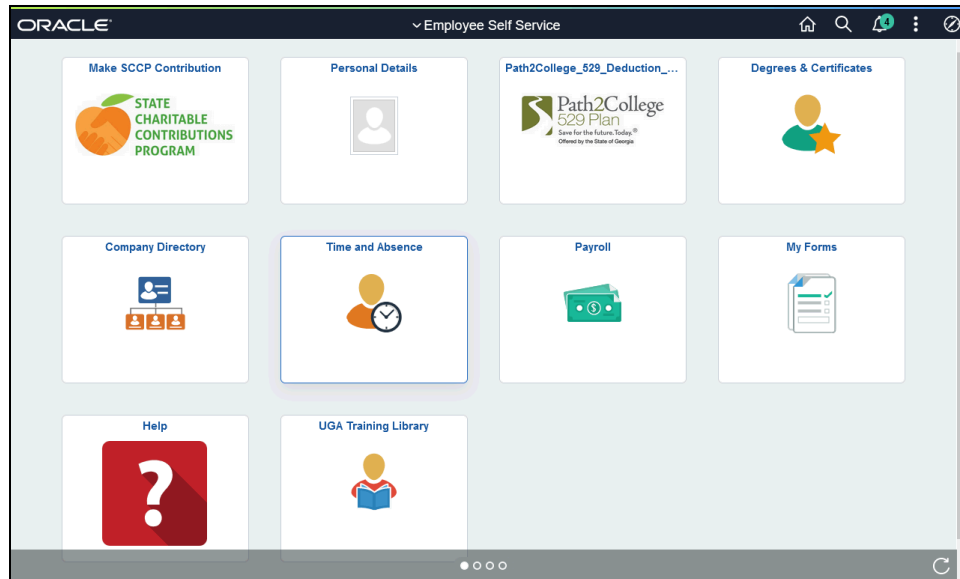 ORACLE
Employee Self Service
4
Make SCCP Contribution
STATE
CHARITABLE
CONTRIBUTIONS
PROGRAM
Personal Details
Path2College_529_Deduction_...
Path2College
529 Plan
Save for the future. Today.®
Offered by the State of Georgia
Degrees & Certificates
Company Directory
Time and Absence
Payroll
$
My Forms
Help
?
UGA Training Library